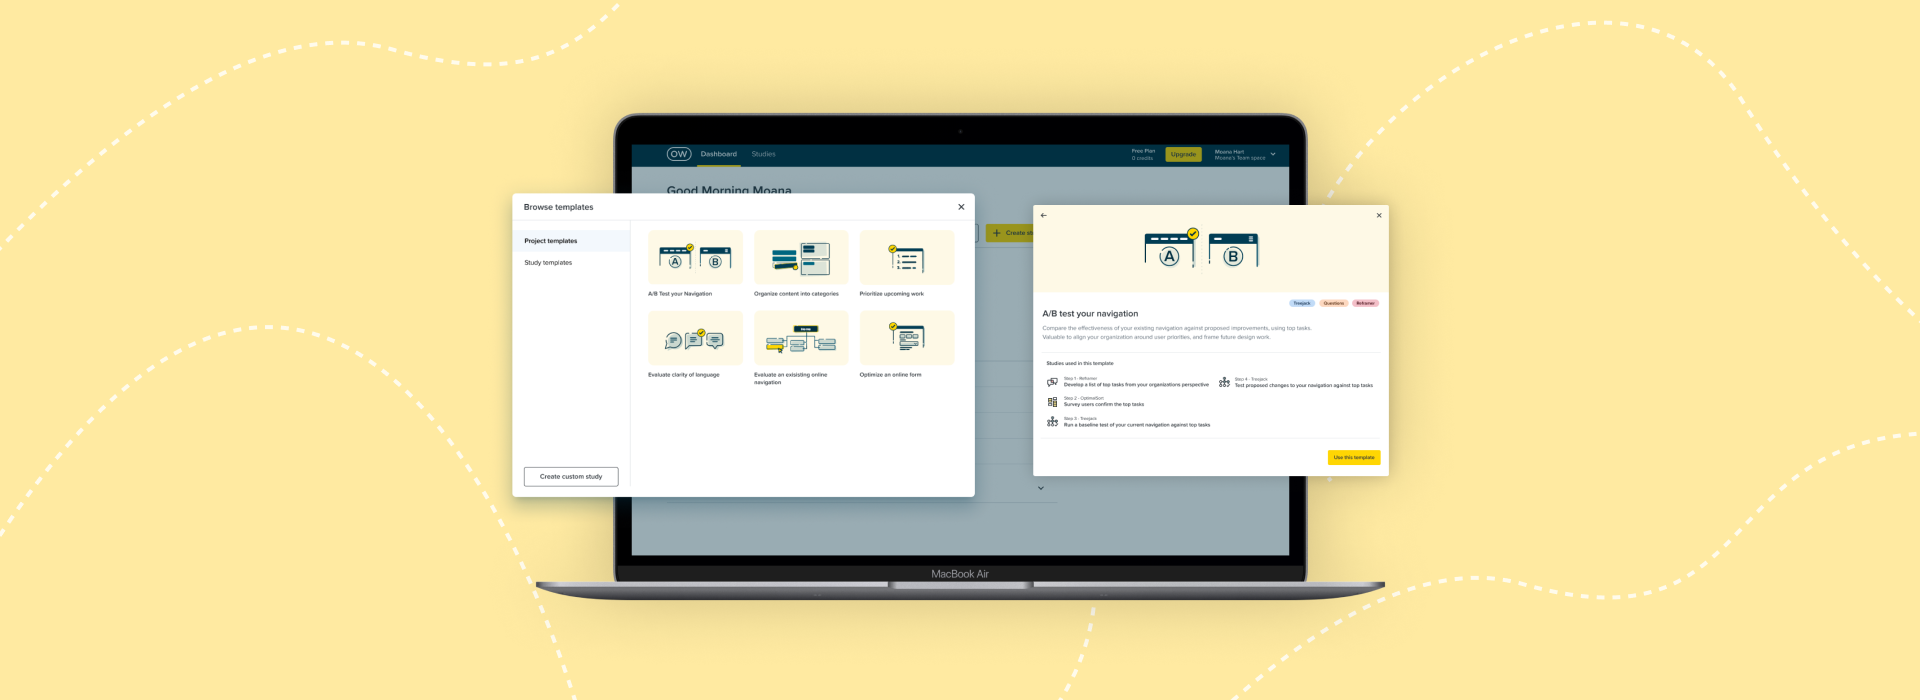 OW Dashboard Studies
Free Plan
0 credits
Upgrade
Moana Hart
Moana's Team space
Good Morning Moana
Browse templates
Project templates
Study templates
A/B Test your Navigation
Organize content into categories
Prioritize upcoming work
Evaluate clarity of language
Evaluate an exisisting online
navigation
Optimize an online form
Create custom study
Create
A
B
A
B
Treejack Questions Reframer
A/B test your navigation
Compare the effectiveness of your existing navigation against proposed improvements, using top tasks.
Valuable to align your organization around user priorities, and frame future design work.
Studies used in this template
Step 1 - Reframer
Develop a list of top tasks from your organizations perspective
Step 2 - OptimalSort
Survey users confirm the top tasks
Step 3 - Treejack
Run a baseline test of your current navigation against top tasks
Step 4 - Treejack
Test proposed changes to your navigation against top tasks
Use this template
MacBook Air